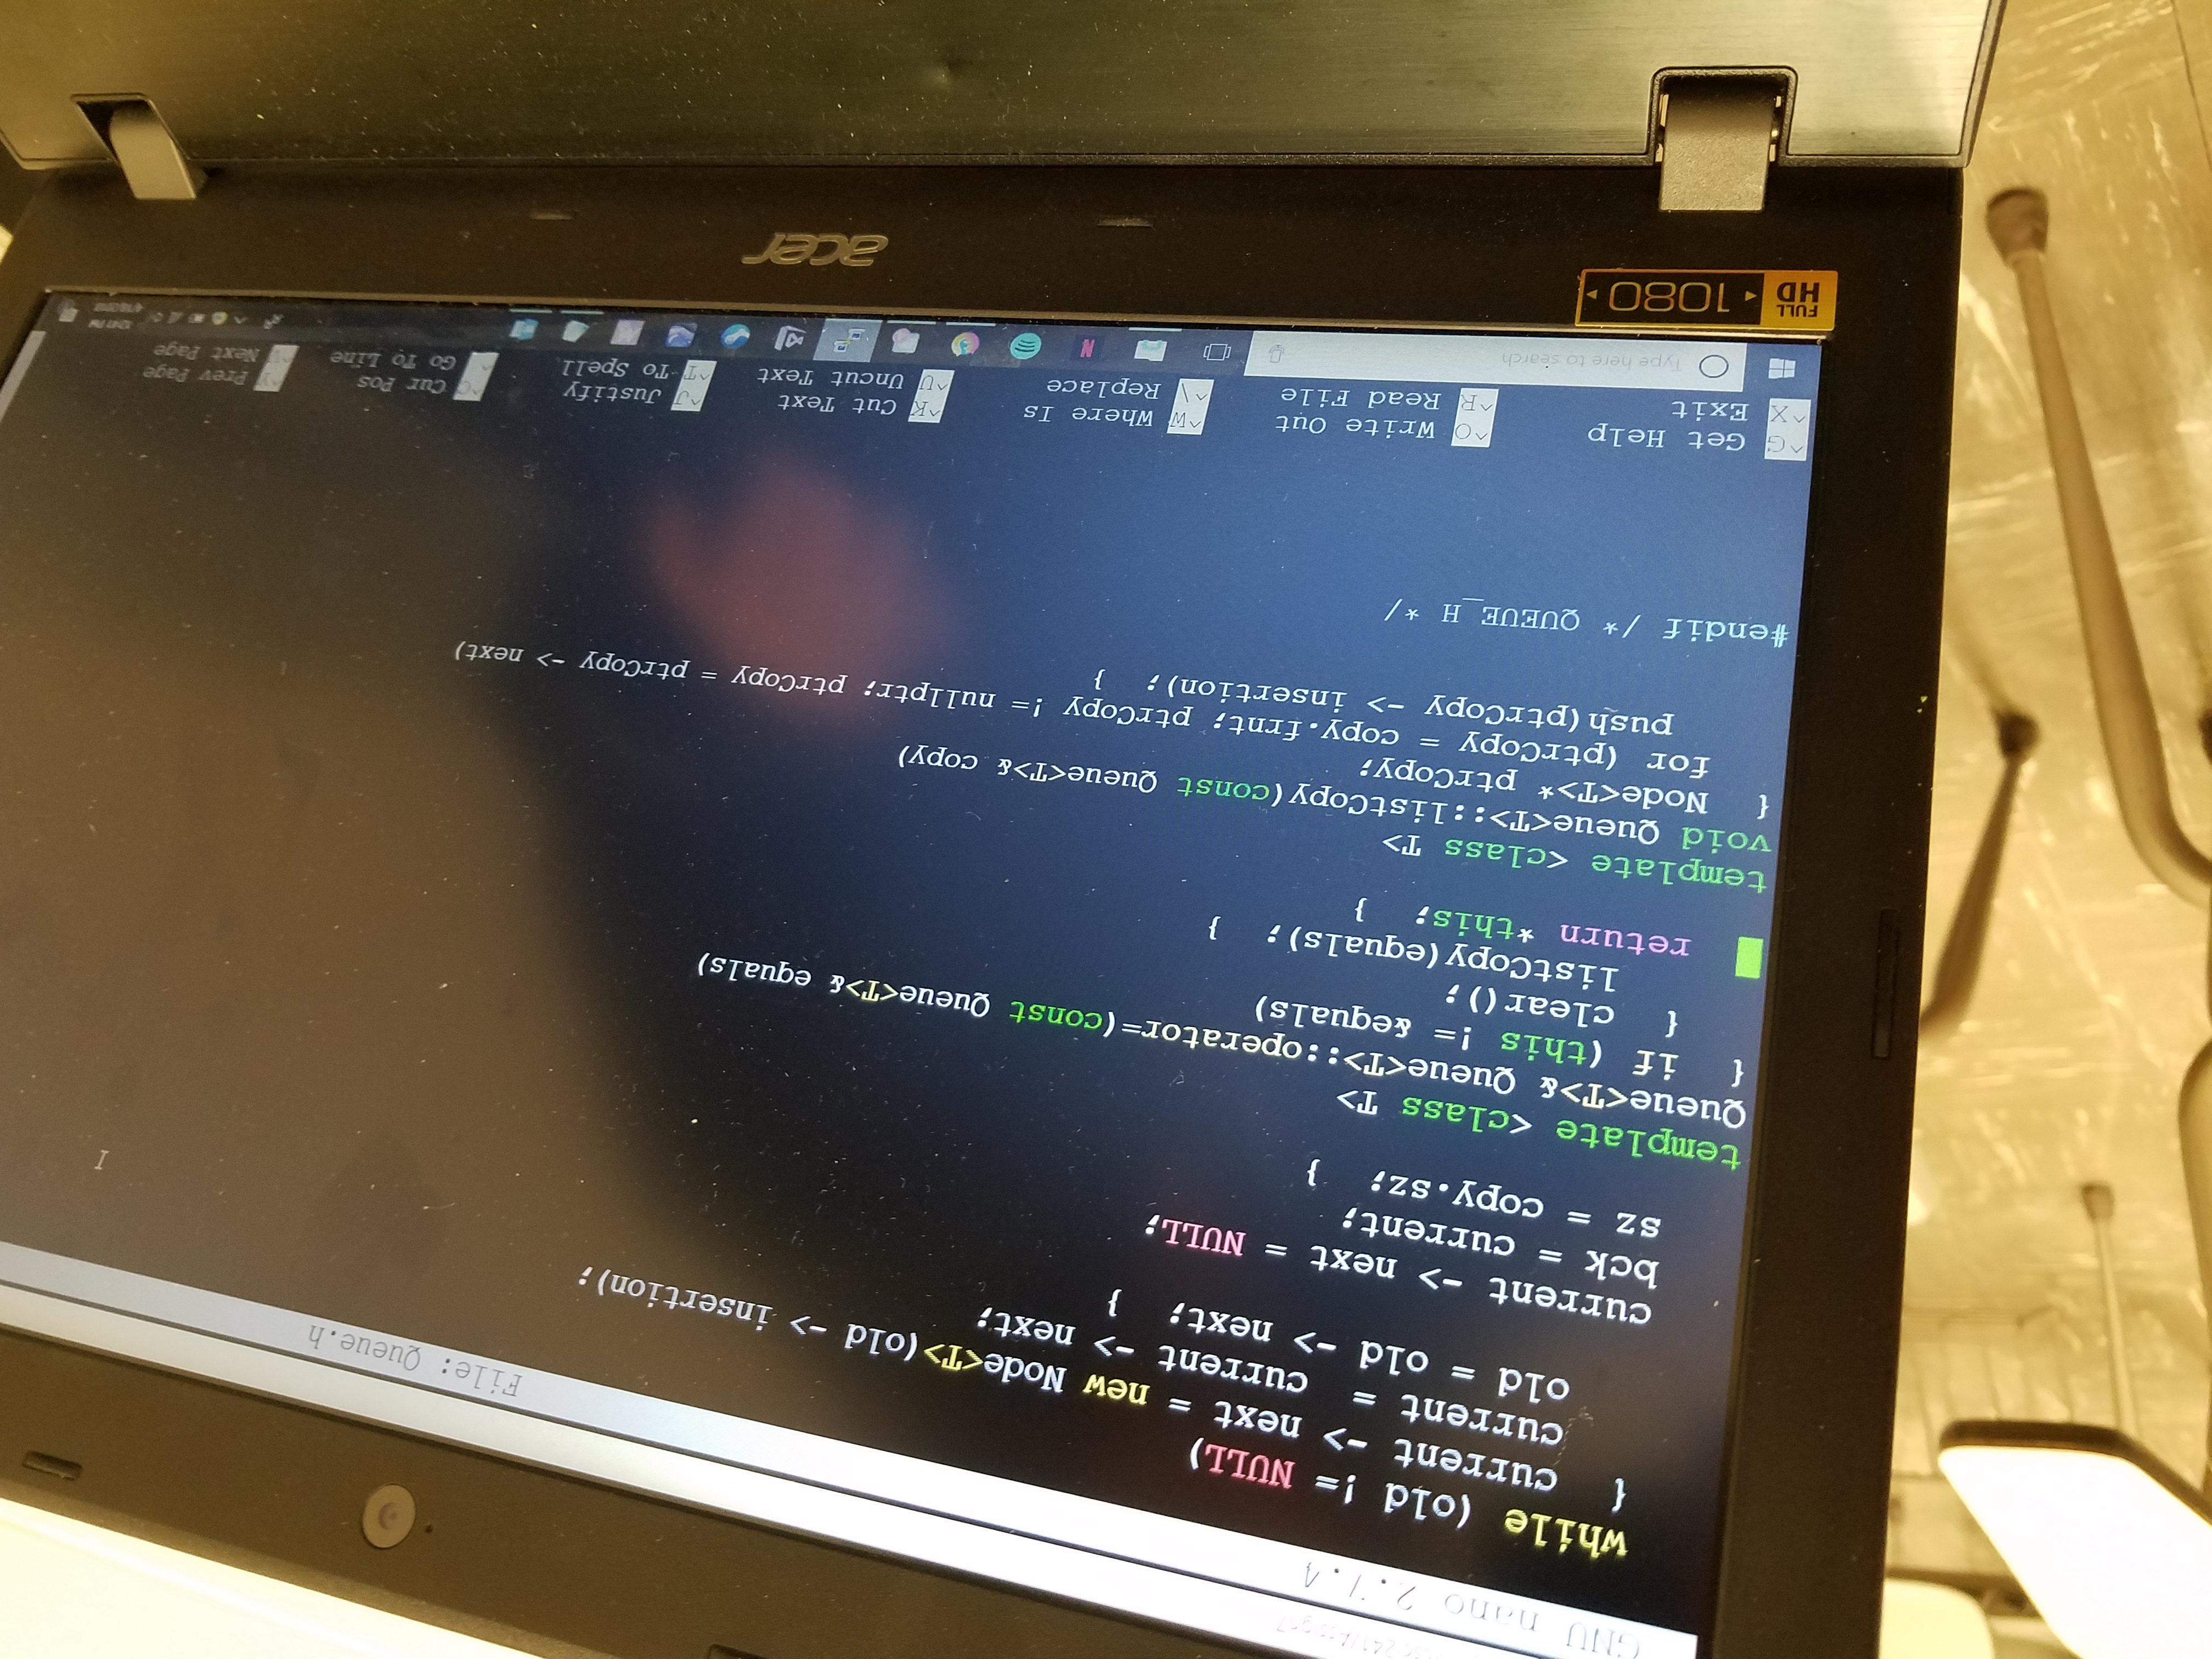 GNU nano 2.7.4
File: Queue.h
while (old != NULL)
{ current -> next = new Node<T>(old -> insertion);
current = current -> next;
old = old -> next; }
current -> next = NULL;
bck = current;
sz = copy.sz; }
template <class T>
Queue<T>& Queue<T>::operator=(const Queue<T>& equals)
{ if (this != &equals)
{ clear();
listCopy(equals); }
return *this; }
template <class T>
void Queue<T>::listCopy(const Queue<T>& copy)
{ Node<T>* ptrCopy;
for (ptrCopy = copy.frnt; ptrCopy != nullptr; ptrCopy = ptrCopy -> next)
push(ptrCopy -> insertion); }
#endif /* QUEUE_H */
^G Get Help ^O Write Out ^W Where Is ^K Cut Text ^J Justify Cur Pos Prev Page
^X Exit ^R Read File ^\ Replace ^U Uncut Text ^T To Spell Go To Line Next Page
Type here to search
N
12:41 PM
FULL HD 1080
acer